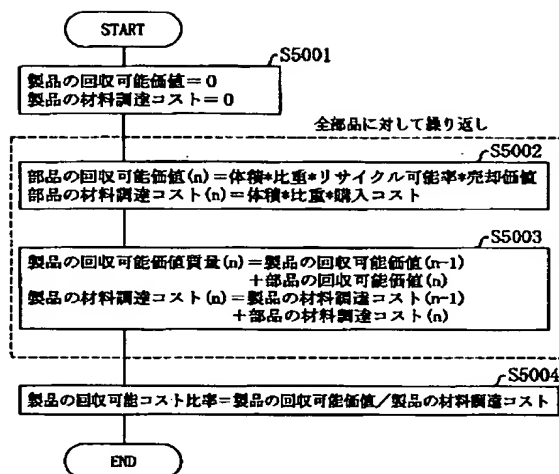 START
S5001
製品の回収可能価値=0
製品の材料調達コスト=0
全部品に対して繰り返し
S5002
部品の回収可能価値(n)=体積*比重*リサイクル可能率*売却価値
部品の材料調達コスト(n)=体積*比重*購入コスト
S5003
製品の回収可能価値質量(n)=製品の回収可能価値(n-1)
+部品の回収可能価値(n)
製品の材料調達コスト(n)=製品の材料調達コスト(n-1)
+部品の材料調達コスト(n)
S5004
製品の回収可能コスト比率=製品の回収可能価値/製品の材料調達コスト
END